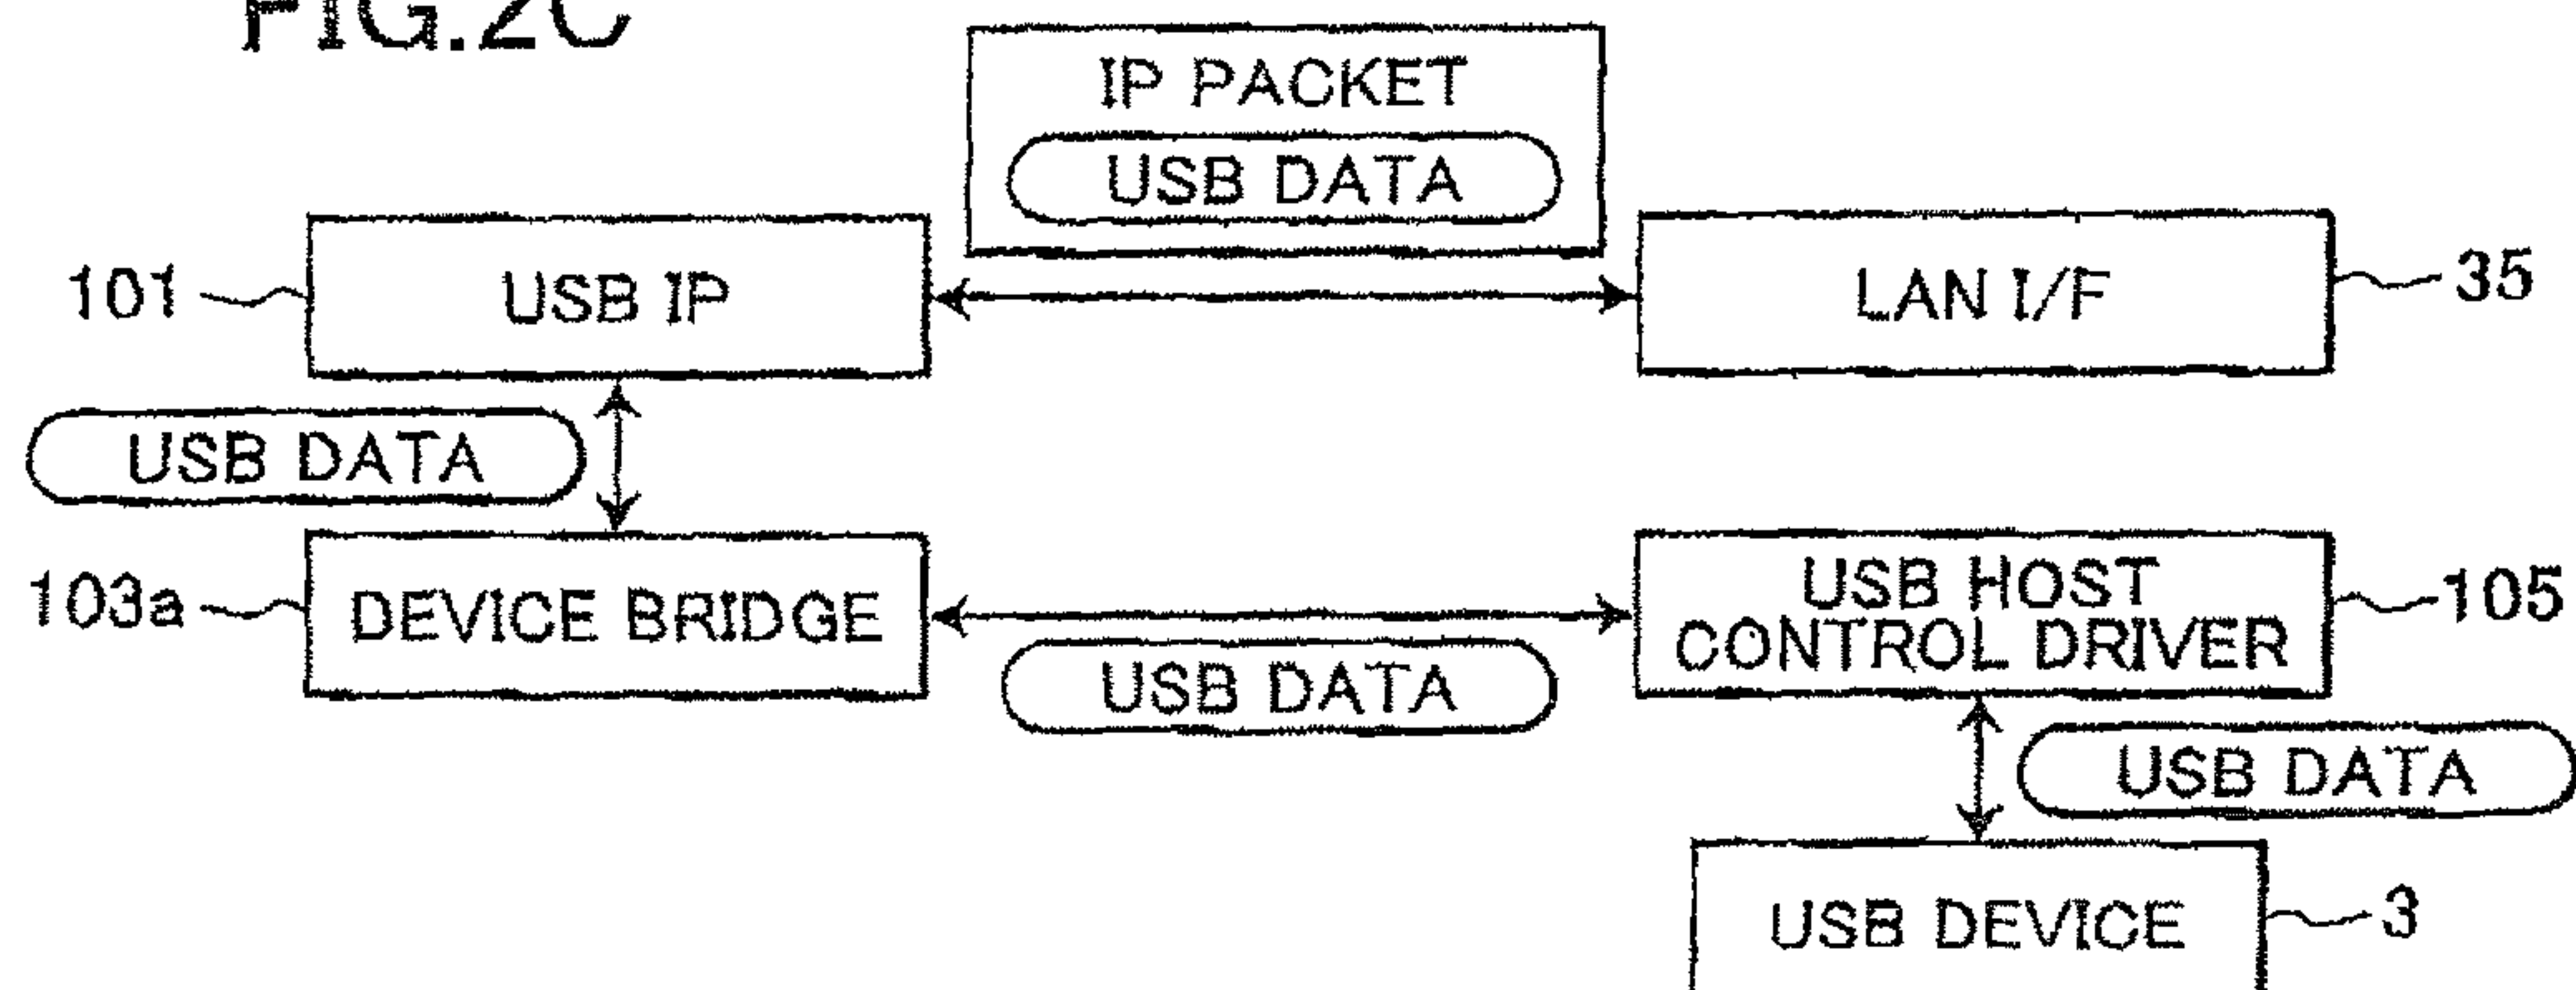 FIG.2C
IP PACKET
USB DATA
101
USB IP
LAN I/F
35
USB DATA
103a
DEVICE BRIDGE
USB HOST
CONTROL DRIVER
105
USB DATA
USB DATA
USB DEVICE
3